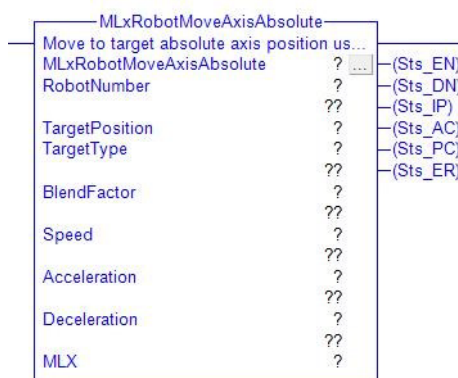 MLxRobotMoveAxisAbsolute
Move to target absolute axis position us...
MLxRobotMoveAxisAbsolute ? ... (Sts_EN)
RobotNumber ? (Sts_DN)
?? (Sts_IP)
TargetPosition ? (Sts_AC)
TargetType ? (Sts_PC)
?? (Sts_ER)
BlendFactor ?
??
Speed ?
??
Acceleration ?
??
Deceleration ?
??
MLX ?